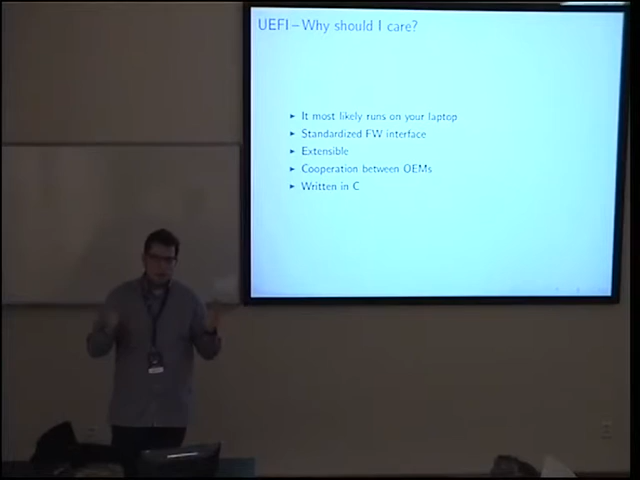 UEFI – Why should I care?
► It most likely runs on your laptop
► Standardized FW interface
► Extensible
► Cooperation between OEMs
► Written in C